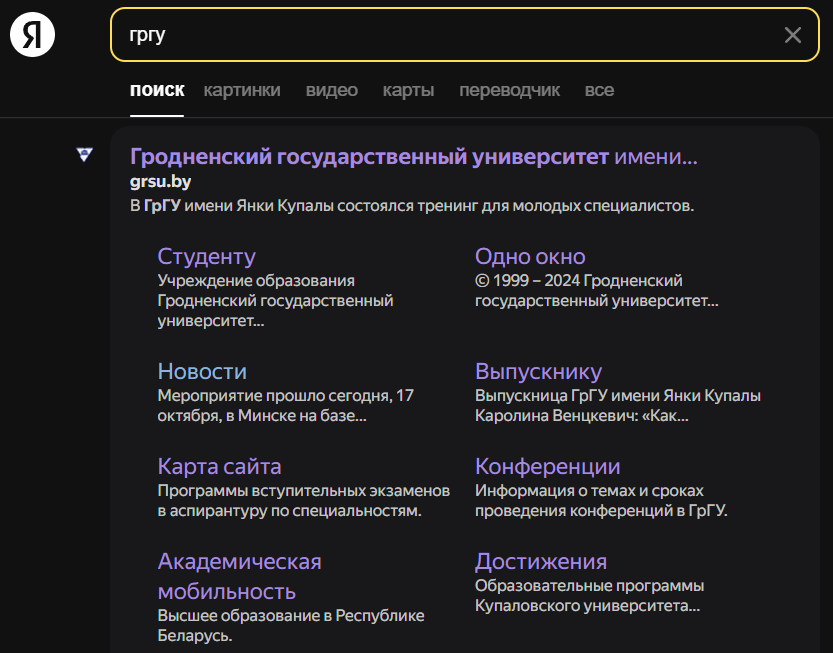 Я
гргу
поиск картинки видео карты переводчик все
Гродненский государственный университет имени...
grsu.by
В ГрГУ имени Янки Купалы состоялся тренинг для молодых специалистов.
Студенту
Учреждение образования
Гродненский государственный
университет...
Одно окно
© 1999 – 2024 Гродненский
государственный университет...
Новости
Мероприятие прошло сегодня, 17
октября, в Минске на базе...
Выпускнику
Выпускница ГрГУ имени Янки Купалы
Каролина Венцкевич: «Как...
Карта сайта
Программы вступительных экзаменов
в аспирантуру по специальностям.
Конференции
Информация о темах и сроках
проведения конференций в ГрГУ.
Академическая
мобильность
Высшее образование в Республике
Беларусь.
Достижения
Образовательные программы
Купаловского университета...